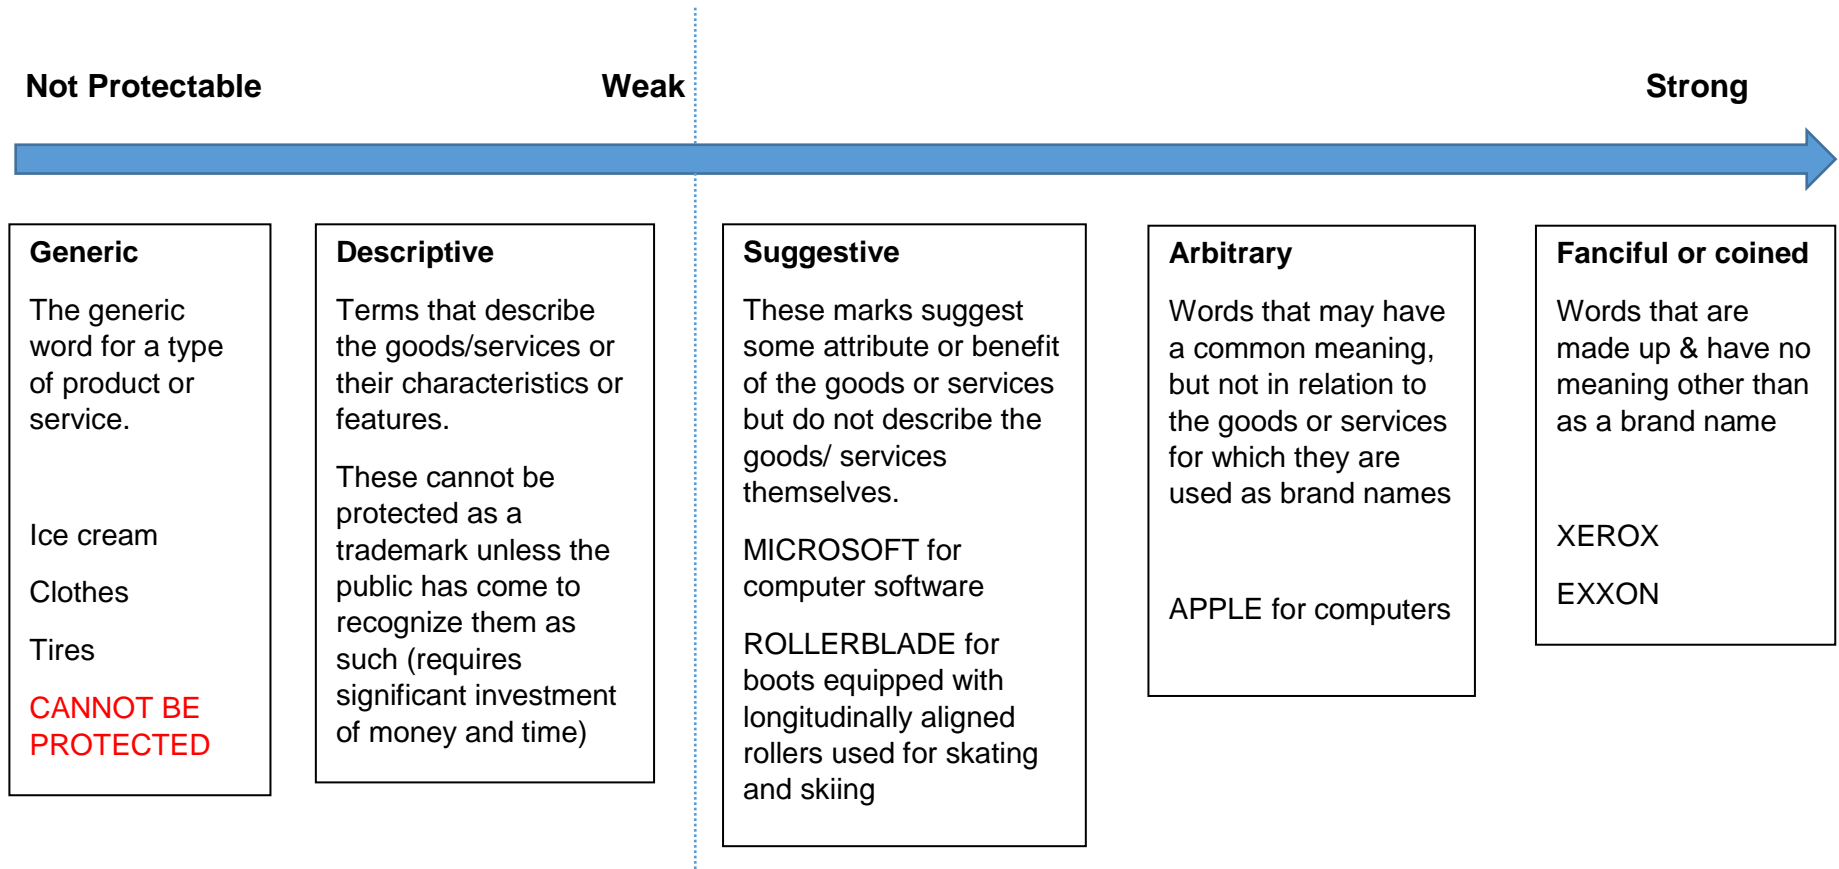 Not Protectable
Weak
Strong
Generic
The generic
word for a type
of product or
service.
Ice cream
Clothes
Tires
CANNOT BE
PROTECTED
Descriptive
Terms that describe
the goods/services or
their characteristics or
features.
These cannot be
protected as a
trademark unless the
public has come to
recognize them as
such (requires
significant investment
of money and time)
Suggestive
These marks suggest
some attribute or benefit
of the goods or services
but do not describe the
goods/ services
themselves.
MICROSOFT for
computer software
ROLLERBLADE for
boots equipped with
longitudinally aligned
rollers used for skating
and skiing
Arbitrary
Words that may have
a common meaning,
but not in relation to
the goods or services
for which they are
used as brand names
APPLE for computers
Fanciful or coined
Words that are
made up & have no
meaning other than
as a brand name
XEROX
EXXON